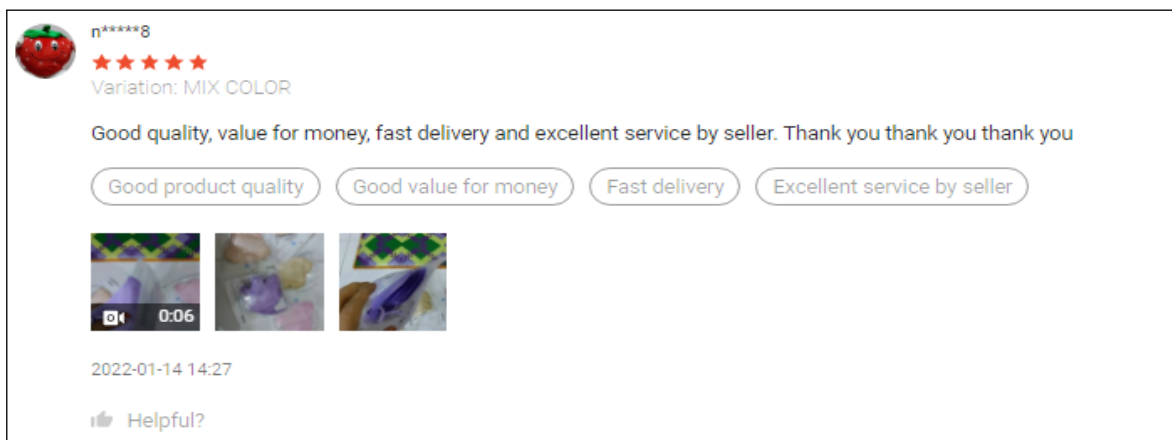 n*****8
Variation: MIX COLOR
Good quality, value for money, fast delivery and excellent service by seller. Thank you thank you thank you
Good product quality
Good value for money
Fast delivery
Excellent service by seller
0:06
2022-01-14 14:27
Helpful?